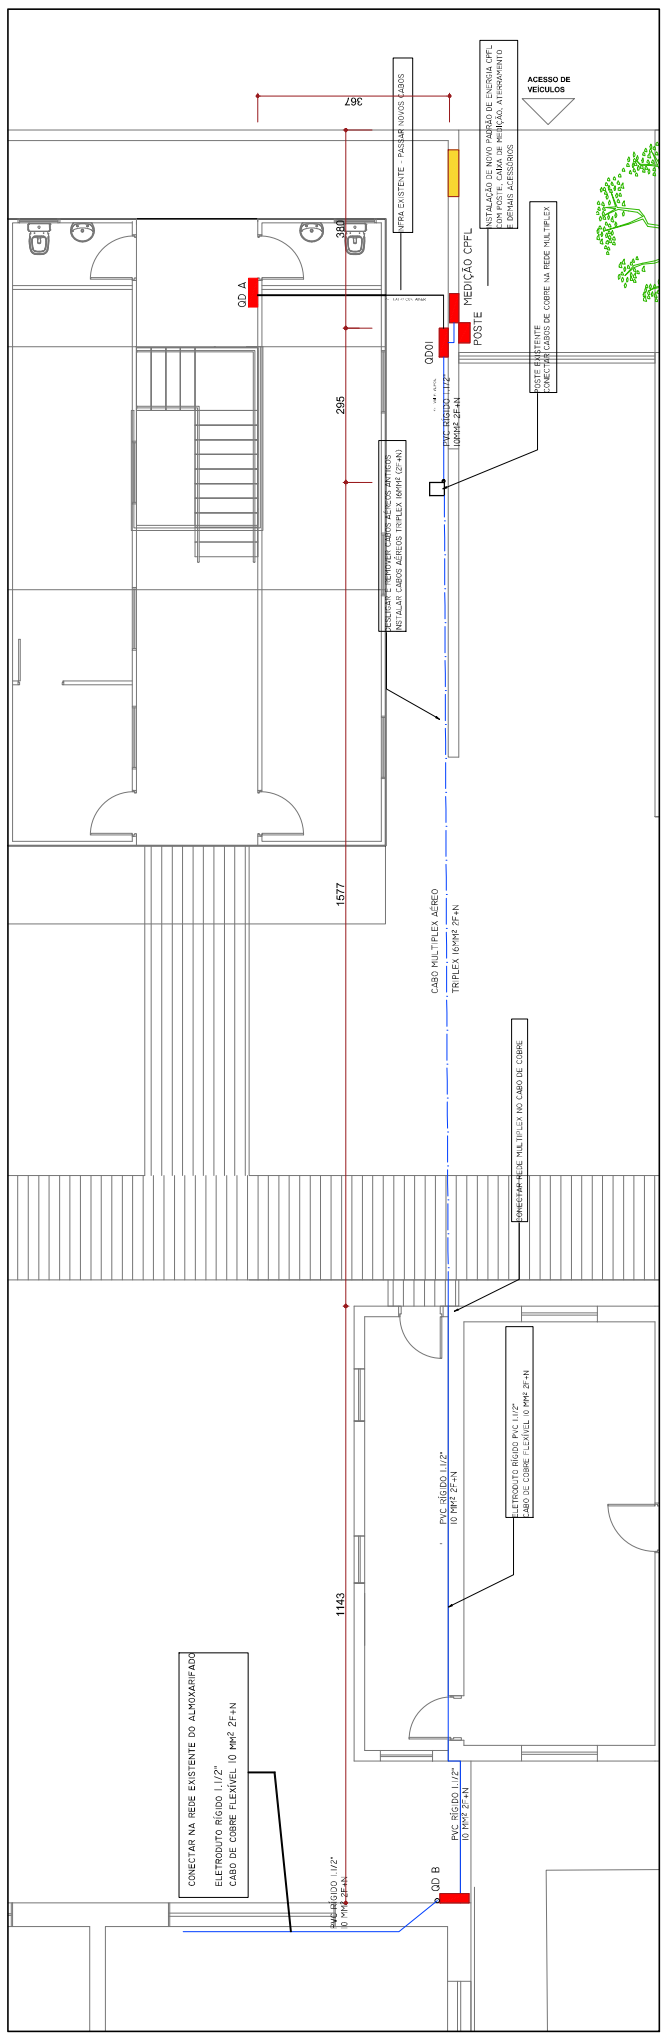 ACESSO DE
VEÍCULOS
367
INFRA EXISTENTE - PASSAR NOVOS CABOS
INSTALAÇÃO DE NOVO PADRÃO DE ENERGIA CPFL
COM POSTE, CAIXA DE MEDIÇÃO, ATERRAMENTO
E DEMAIS ACESSÓRIOS
380
QD A
MEDIÇÃO CPFL
POSTE
QD01
POSTE EXISTENTE
CONECTAR CABOS DE COBRE NA REDE MULTIPLEX
295
PVC RÍGIDO 1.1/2"
10MM² 2F+N
DESLIGAR E REMOVER CABOS AÉREOS ANTIGOS
INSTALAR CABOS AÉREOS TRIPLEX 16MM² (2F+N)
1577
CABO MULTIPLEX AÉREO
TRIPLEX 16MM² 2F+N
CONECTAR REDE MULTIPLEX NO CABO DE COBRE
ELETRODUTO RÍGIDO PVC 1.1/2"
CABO DE COBRE FLEXÍVEL 10 MM² 2F+N
PVC RÍGIDO 1.1/2"
10 MM² 2F+N
1143
CONECTAR NA REDE EXISTENTE DO ALMOXARIFADO
ELETRODUTO RÍGIDO 1.1/2"
CABO DE COBRE FLEXÍVEL 10 MM² 2F+N
PVC RÍGIDO 1.1/2"
10 MM² 2F+N
QD B
PVC RÍGIDO 1.1/2"
10 MM² 2F+N